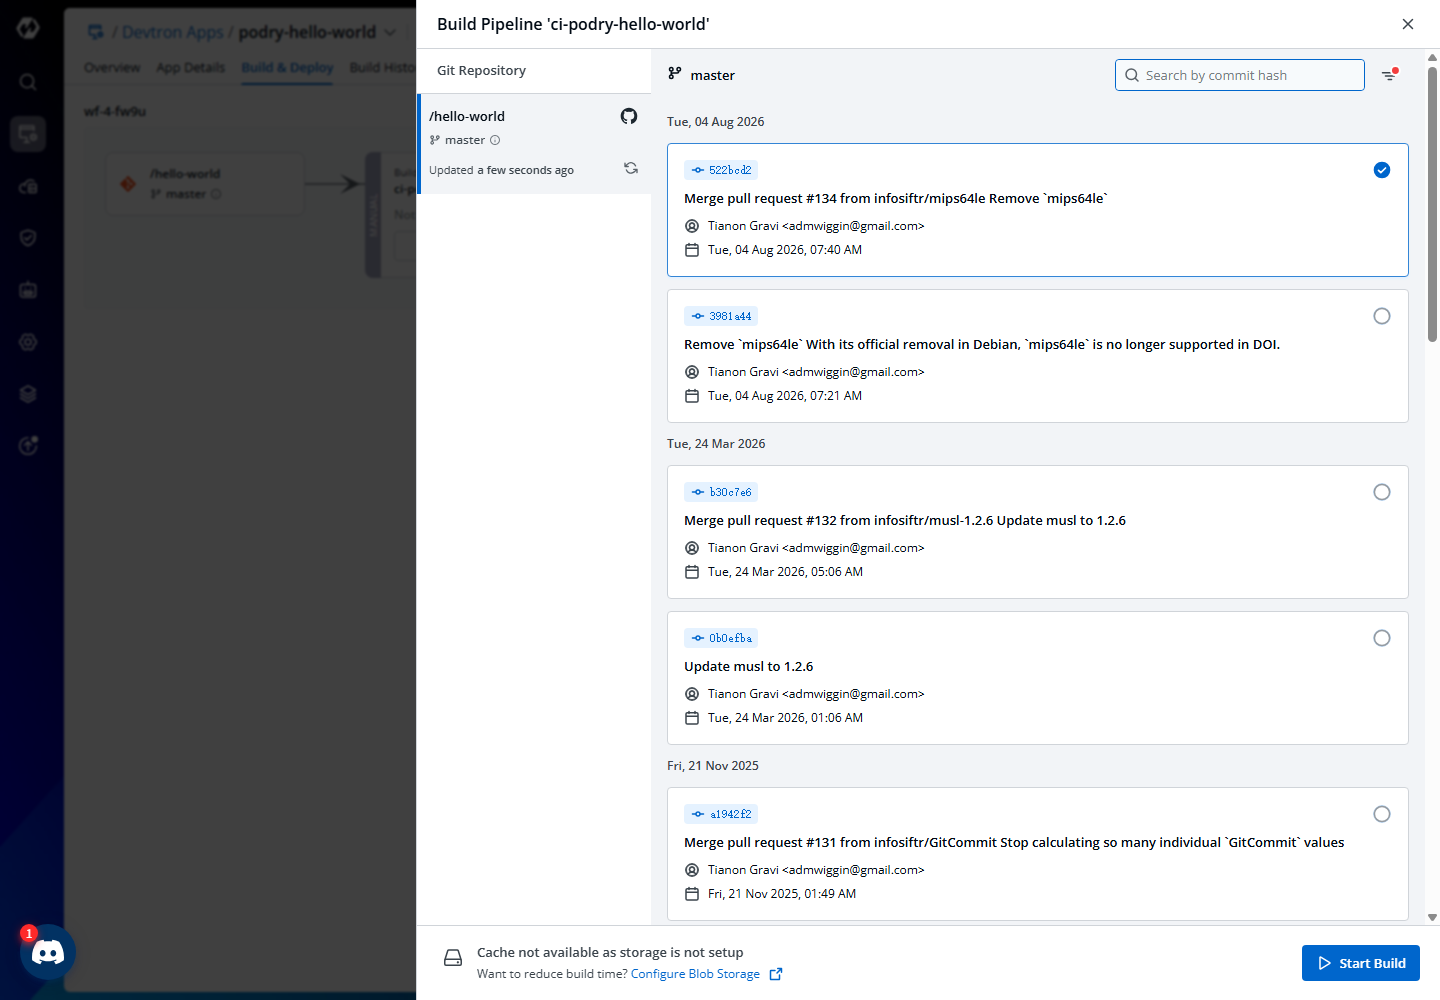 / Devtron Apps / podry-hello-world
Overview App Details Build & Deploy Build Histo
wf-4-fw9u
/hello-world
master
Build Pipeline 'ci-podry-hello-world'
Git Repository
/hello-world
master
Updated a few seconds ago
master
Search by commit hash
Tue, 04 Aug 2026
522bcd2
Merge pull request #134 from infosiftr/mips64le Remove `mips64le`
Tianon Gravi <admwiggin@gmail.com>
Tue, 04 Aug 2026, 07:40 AM
3981a44
Remove `mips64le` With its official removal in Debian, `mips64le` is no longer supported in DOI.
Tianon Gravi <admwiggin@gmail.com>
Tue, 04 Aug 2026, 07:21 AM
Tue, 24 Mar 2026
b30c7e6
Merge pull request #132 from infosiftr/musl-1.2.6 Update musl to 1.2.6
Tianon Gravi <admwiggin@gmail.com>
Tue, 24 Mar 2026, 05:06 AM
0b0efba
Update musl to 1.2.6
Tianon Gravi <admwiggin@gmail.com>
Tue, 24 Mar 2026, 01:06 AM
Fri, 21 Nov 2025
a1942f2
Merge pull request #131 from infosiftr/GitCommit Stop calculating so many individual `GitCommit` values
Tianon Gravi <admwiggin@gmail.com>
Fri, 21 Nov 2025, 01:49 AM
1
Cache not available as storage is not setup
Want to reduce build time? Configure Blob Storage
Start Build